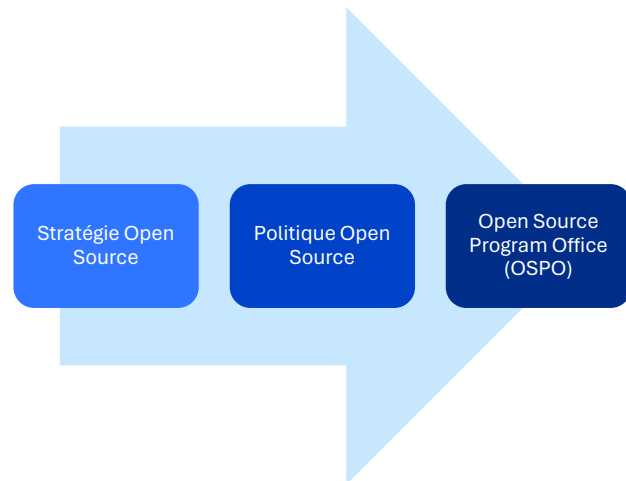 Stratégie Open
Source
Politique Open
Source
Open Source
Program Office
(OSPO)